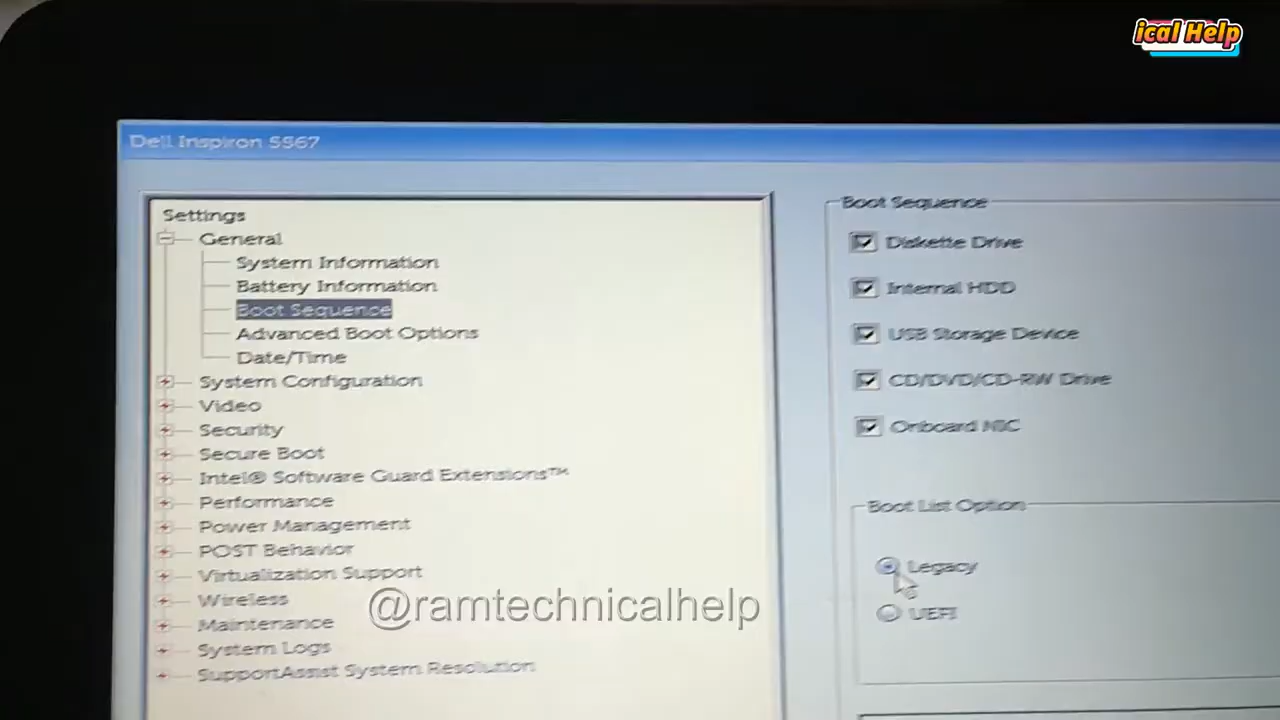 ical Help
Dell Inspiron 5567
Settings
General
System Information
Battery Information
Boot Sequence
Advanced Boot Options
Date/Time
System Configuration
Video
Security
Secure Boot
Intel® Software Guard Extensions™
Performance
Power Management
POST Behavior
Virtualization Support
Wireless
Maintenance
System Logs
SupportAssist System Resolution
Boot Sequence
Diskette Drive
Internal HDD
USB Storage Device
CD/DVD/CD-RW Drive
Onboard NIC
Boot List Option
Legacy
UEFI
@ramtechnicalhelp